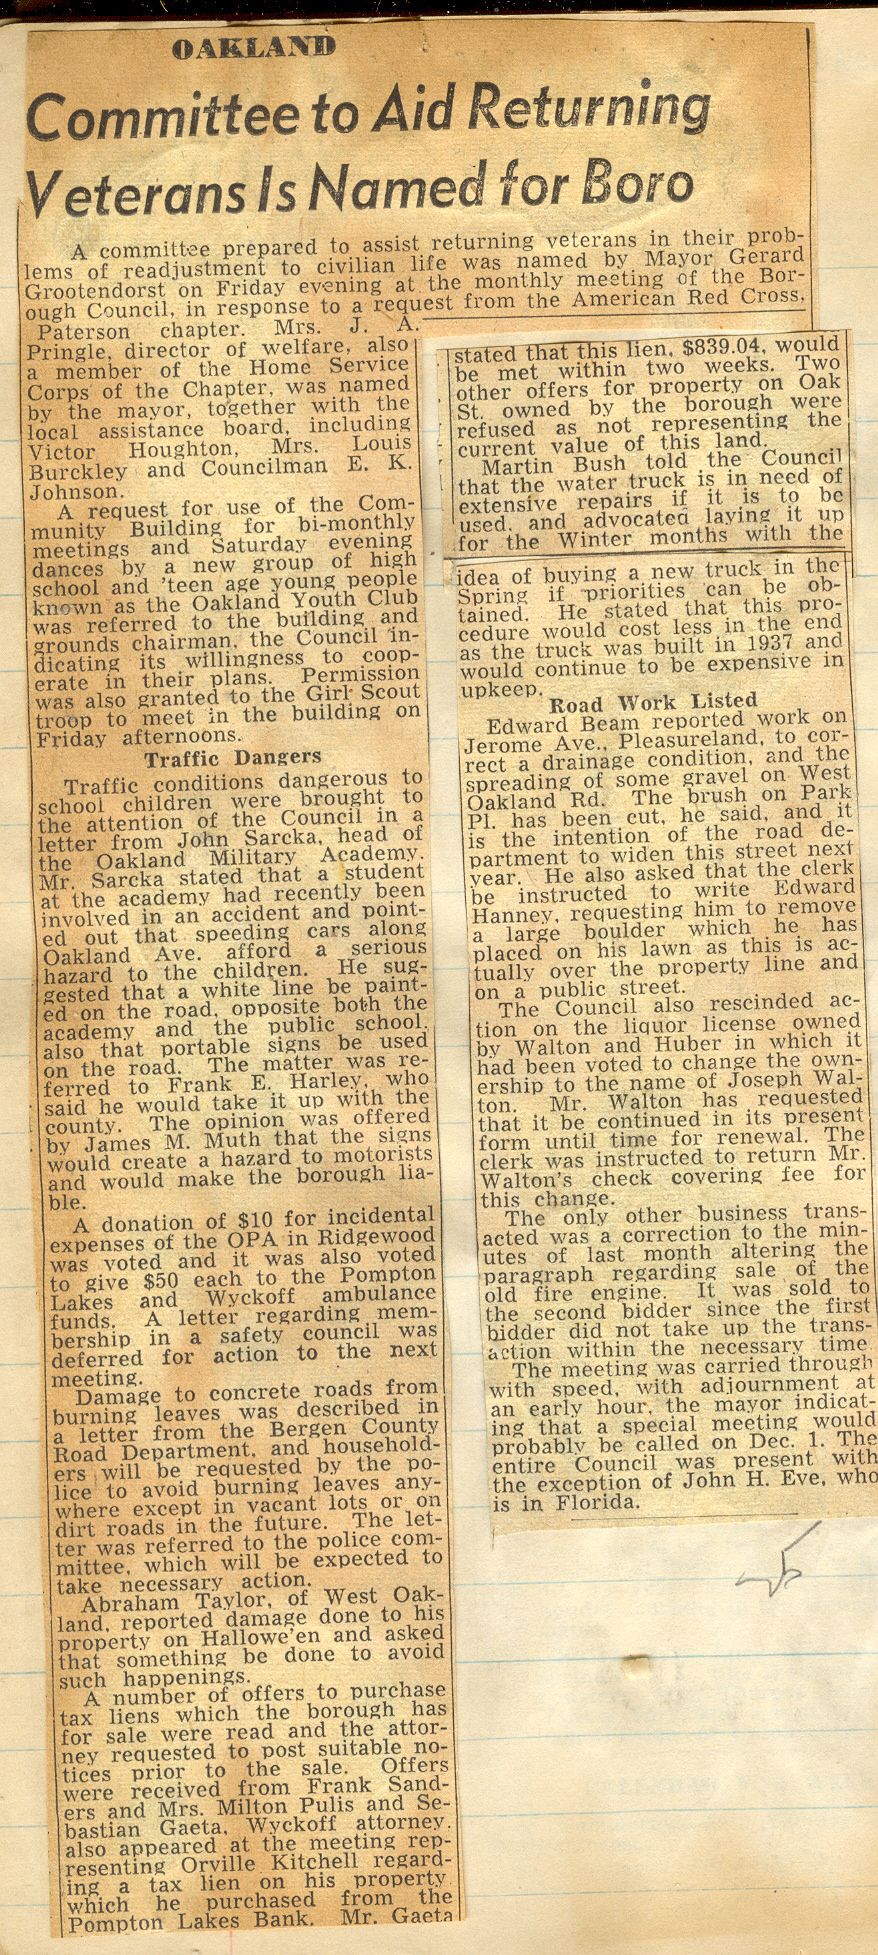 OAKLAND
Committee to Aid Returning
Veterans Is Named for Boro
A committee prepared to assist returning veterans in their prob-
lems of readjustment to civilian life was named by Mayor Gerard
Grootendorst on Friday evening at the monthly meeting of the Bor-
ough Council, in response to a request from the American Red Cross,
Paterson chapter. Mrs. J. A.
Pringle, director of welfare, also
a member of the Home Service
Corps of the Chapter, was named
by the mayor, together with the
local assistance board, including
Victor Houghton, Mrs. Louis
Burckley and Councilman E. K.
Johnson.
A request for use of the Com-
munity Building for bi-monthly
meetings and Saturday evening
dances by a new group of high
school and 'teen age young people
known as the Oakland Youth Club
was referred to the building and
grounds chairman, the Council in-
dicating its willingness to coop-
erate in their plans. Permission
was also granted to the Girl Scout
troop to meet in the building on
Friday afternoons.
Traffic Dangers
Traffic conditions dangerous to
school children were brought to
the attention of the Council in a
letter from John Sarcka, head of
the Oakland Military Academy.
Mr. Sarcka stated that a student
at the academy had recently been
involved in an accident and point-
ed out that speeding cars along
Oakland Ave. afford a serious
hazard to the children. He sug-
gested that a white line be paint-
ed on the road, opposite both the
academy and the public school,
also that portable signs be used
on the road. The matter was re-
ferred to Frank E. Harley, who
said he would take it up with the
county. The opinion was offered
by James M. Muth that the signs
would create a hazard to motorists
and would make the borough lia-
ble.
A donation of $10 for incidental
expenses of the OPA in Ridgewood
was voted and it was also voted
to give $50 each to the Pompton
Lakes and Wyckoff ambulance
funds. A letter regarding mem-
bership in a safety council was
deferred for action to the next
meeting.
Damage to concrete roads from
burning leaves was described in
a letter from the Bergen County
Road Department, and household-
ers will be requested by the po-
lice to avoid burning leaves any-
where except in vacant lots or on
dirt roads in the future. The let-
ter was referred to the police com-
mittee, which will be expected to
take necessary action.
Abraham Taylor, of West Oak-
land, reported damage done to his
property on Hallowe'en and asked
that something be done to avoid
such happenings.
A number of offers to purchase
tax liens which the borough has
for sale were read and the attor-
ney requested to post suitable no-
tices prior to the sale. Offers
were received from Frank Sand-
ers and Mrs. Milton Pulis and Se-
bastian Gaeta, Wyckoff attorney,
also appeared at the meeting rep-
resenting Orville Kitchell regard-
ing a tax lien on his property
which he purchased from the
Pompton Lakes Bank. Mr. Gaeta
stated that this lien, $839.04, would
be met within two weeks. Two
other offers for property on Oak
St. owned by the borough were
refused as not representing the
current value of this land.
Martin Bush told the Council
that the water truck is in need of
extensive repairs if it is to be
used, and advocated laying it up
for the Winter months with the
idea of buying a new truck in the
Spring if priorities can be ob-
tained. He stated that this pro-
cedure would cost less in the end
as the truck was built in 1937 and
would continue to be expensive in
upkeep.
Road Work Listed
Edward Beam reported work on
Jerome Ave., Pleasureland, to cor-
rect a drainage condition, and the
spreading of some gravel on West
Oakland Rd. The brush on Park
Pl. has been cut, he said, and it
is the intention of the road de-
partment to widen this street next
year. He also asked that the clerk
be instructed to write Edward
Hanney, requesting him to remove
a large boulder which he has
placed on his lawn as this is ac-
tually over the property line and
on a public street.
The Council also rescinded ac-
tion on the liquor license owned
by Walton and Huber in which it
had been voted to change the own-
ership to the name of Joseph Wal-
ton. Mr. Walton has requested
that it be continued in its present
form until time for renewal. The
clerk was instructed to return Mr.
Walton's check covering fee for
this change.
The only other business trans-
acted was a correction to the min-
utes of last month altering the
paragraph regarding sale of the
old fire engine. It was sold to
the second bidder since the first
bidder did not take up the trans-
action within the necessary time.
The meeting was carried through
with speed, with adjournment at
an early hour, the mayor indicat-
ing that a special meeting would
probably be called on Dec. 1. The
entire Council was present with
the exception of John H. Eve, who
is in Florida.